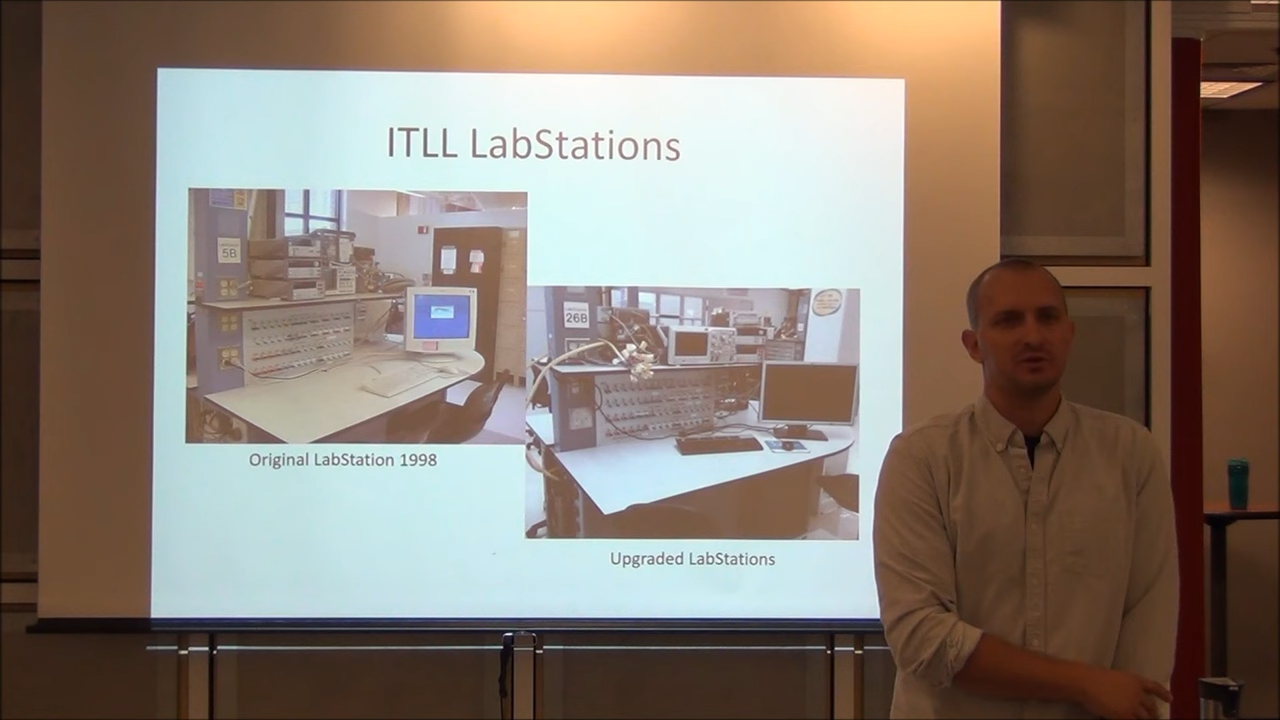 ITLL LabStations
5B
26B
Original LabStation 1998
Upgraded LabStations